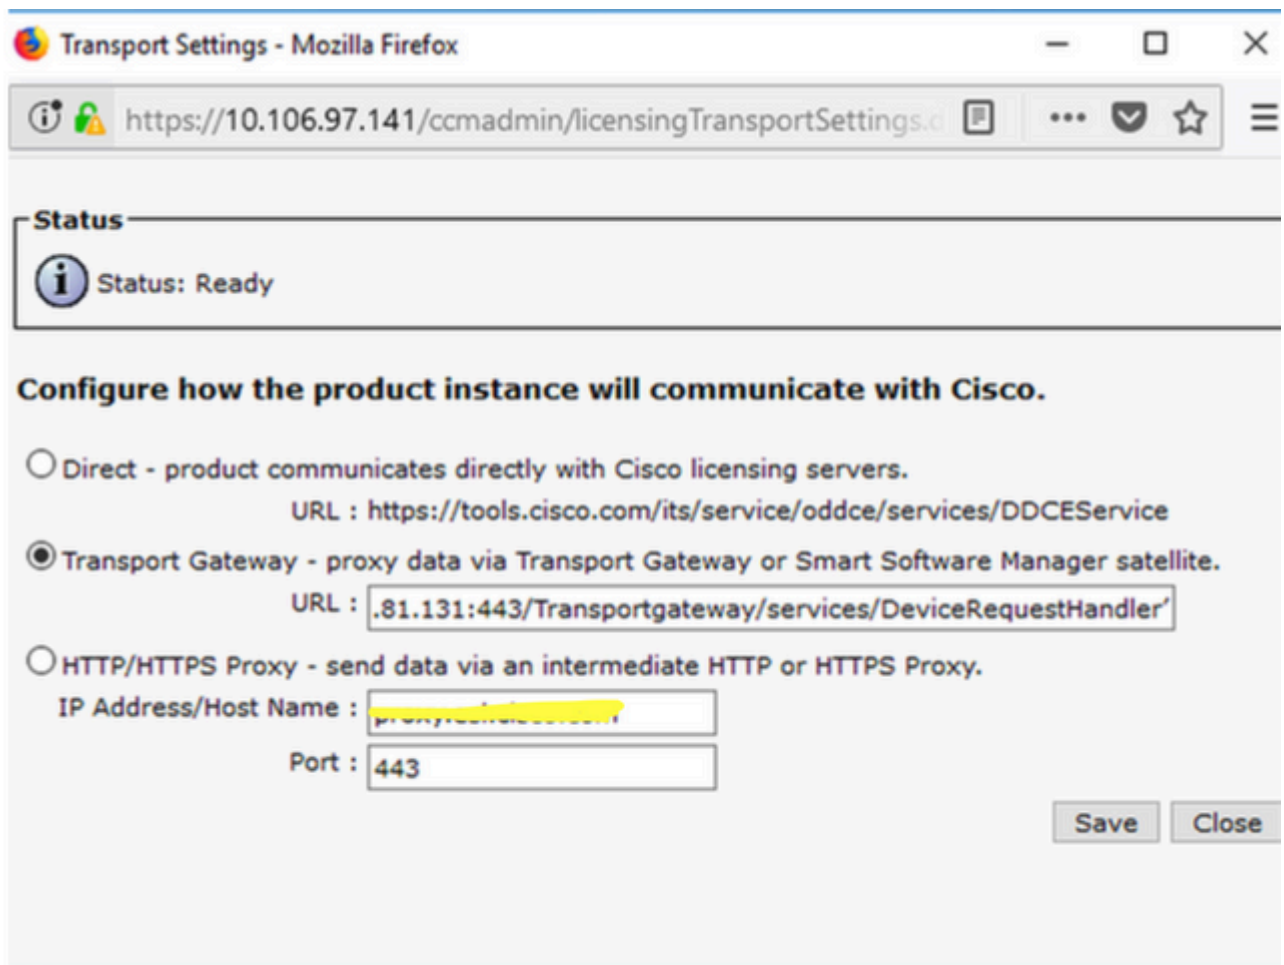 Transport Settings - Mozilla Firefox
https://10.106.97.141/ccmadmin/licensingTransportSettings.d
Status
Status: Ready
Configure how the product instance will communicate with Cisco.
Direct - product communicates directly with Cisco licensing servers.
URL : https://tools.cisco.com/its/service/oddce/services/DDCEService
Transport Gateway - proxy data via Transport Gateway or Smart Software Manager satellite.
URL : .81.131:443/Transportgateway/services/DeviceRequestHandler
HTTP/HTTPS Proxy - send data via an intermediate HTTP or HTTPS Proxy.
IP Address/Host Name :
Port : 443
Save Close